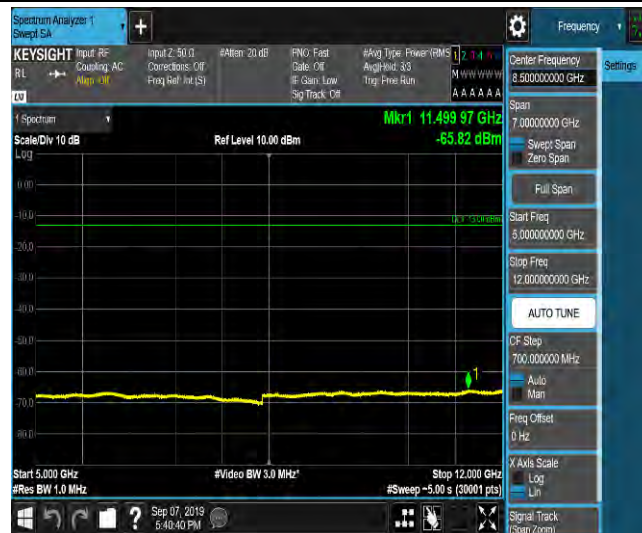 Spectrum Analyzer 1
Swept SA
Frequency
KEYSIGHT Input: RF
RL
Coupling: AC
Align: Off
Input Z: 50 Ω
Corrections: Off
Freq Ref: Int (S)
#Atten: 20 dB
PNO: Fast
Gate: Off
IF Gain: Low
Sig Track: Off
#Avg Type: Power (RMS
Avg|Hold: 3/3
Trig: Free Run
1 2 3 4 5 6
M W W W W W
A A A A A A
LW
1 Spectrum
Scale/Div 10 dB
Log
Ref Level 10.00 dBm
Mkr1 11.499 97 GHz
-65.82 dBm
0.00
-10.0
-20.0
-30.0
-40.0
-50.0
-60.0
-70.0
-80.0
1
Start 5.000 GHz
#Res BW 1.0 MHz
#Video BW 3.0 MHz*
Stop 12.000 GHz
#Sweep ~5.00 s (30001 pts)
Sep 07, 2019
5:40:40 PM
Center Frequency
8.500000000 GHz
Settings
Span
7.00000000 GHz
Swept Span
Zero Span
Full Span
Start Freq
5.000000000 GHz
Stop Freq
12.000000000 GHz
AUTO TUNE
CF Step
700.000000 MHz
Auto
Man
Freq Offset
0 Hz
X Axis Scale
Log
Lin
Signal Track
(Span Zoom)